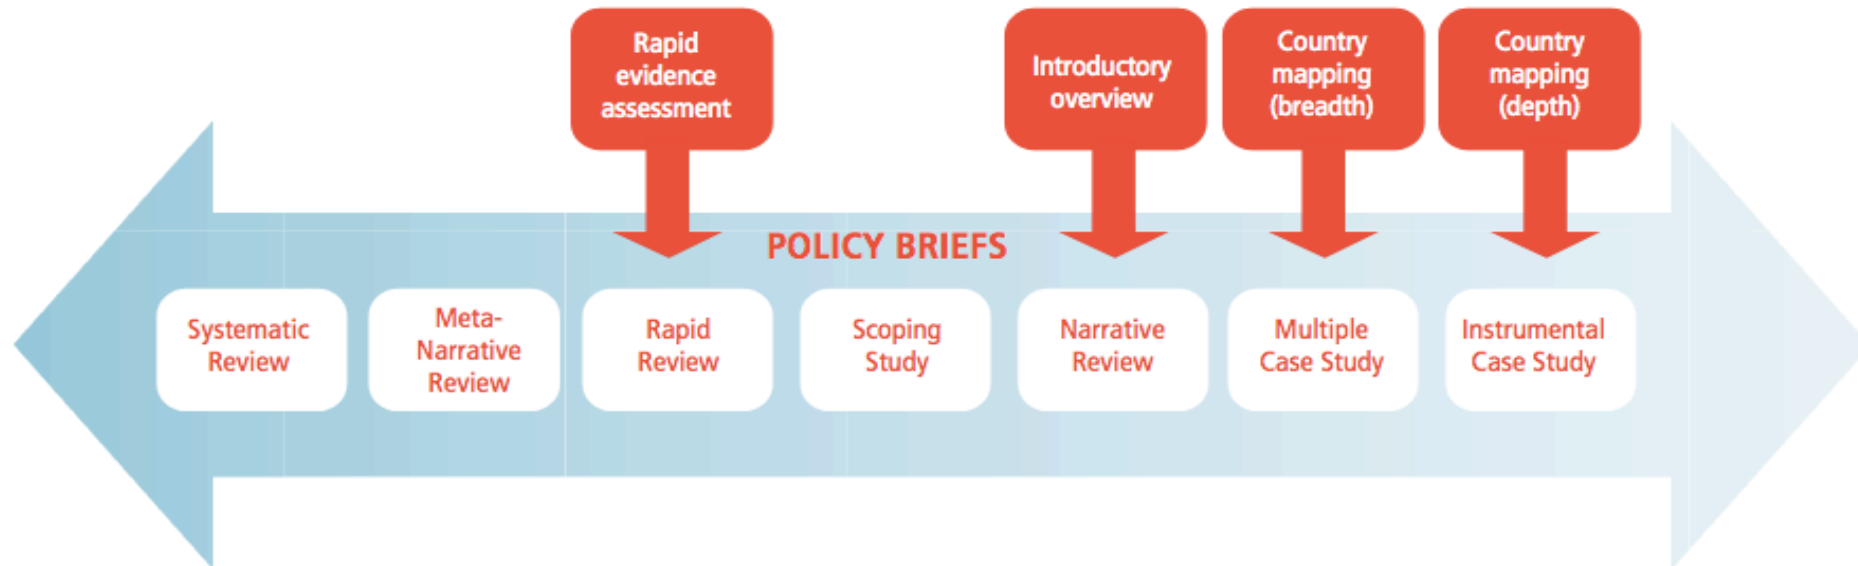 Rapid
evidence
assessment
Introductory
overview
Country
mapping
(breadth)
Country
mapping
(depth)
POLICY BRIEFS
Systematic
Review
Meta-
Narrative
Review
Rapid
Review
Scoping
Study
Narrative
Review
Multiple
Case Study
Instrumental
Case Study